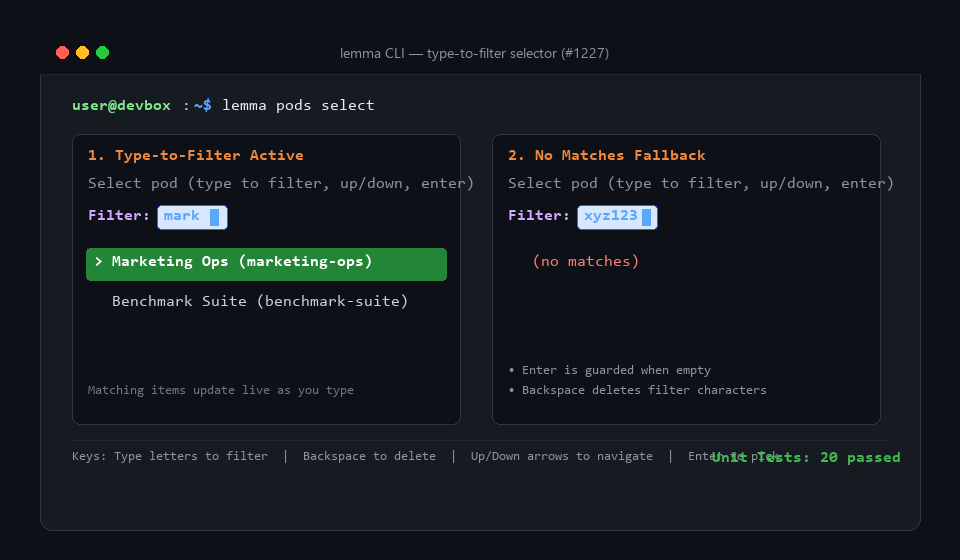 lemma CLI — type-to-filter selector (#1227)
user@devbox :~$ lemma pods select
1. Type-to-Filter Active
Select pod (type to filter, up/down, enter)
Filter: mark
> Marketing Ops (marketing-ops)
Benchmark Suite (benchmark-suite)
Matching items update live as you type
2. No Matches Fallback
Select pod (type to filter, up/down, enter)
Filter: xyz123
(no matches)
• Enter is guarded when empty
• Backspace deletes filter characters
Keys: Type letters to filter | Backspace to delete | Up/Down arrows to navigate | Enter to pick
Unit Tests: 20 passed